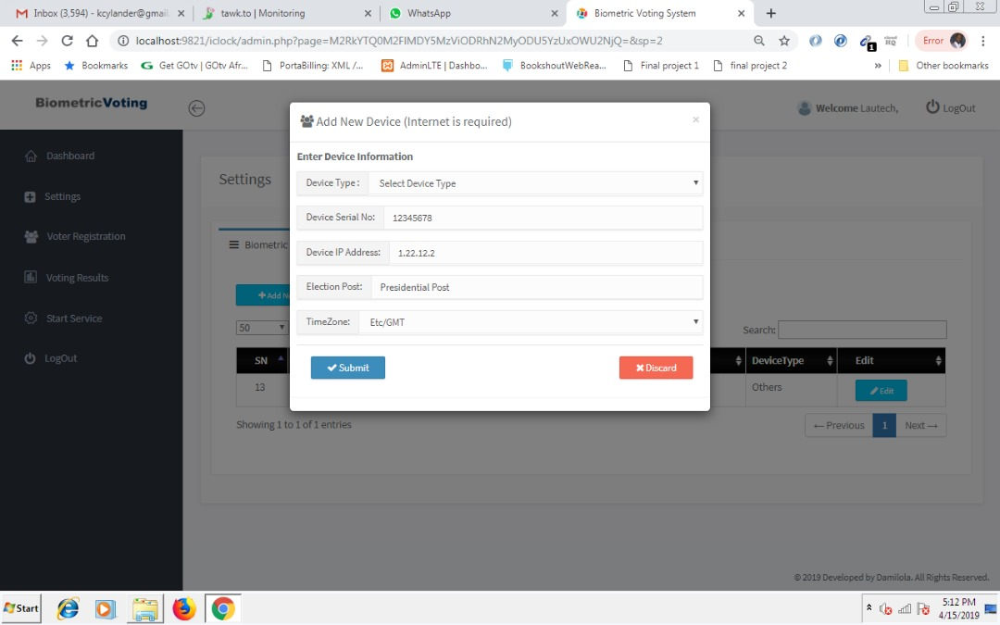 Inbox (3,594) - kcylander@gmail.
tawk.to | Monitoring
WhatsApp
Biometric Voting System
localhost:9821/iclock/admin.php?page=M2RkYTQ0M2FIMDY5MzViODRhN2MyODU5YzUxOWU2NjQ=&sp=2
Error
Apps
Bookmarks
Get GOtv | GOtv Afr...
PortaBilling: XML /...
AdminLTE | Dashbo...
BookshoutWebRea...
Final project 1
final project 2
Other bookmarks
BiometricVoting
Welcome Lautech,
LogOut
Dashboard
Settings
Voter Registration
Voting Results
Start Service
LogOut
Settings
Biometric
Add New Device (Internet is required)
×
Enter Device Information
Device Type :
Select Device Type
Device Serial No:
12345678
Device IP Address:
1.22.12.2
Election Post:
Presidential Post
TimeZone:
Etc/GMT
Submit
Discard
50
Search:
SN
DeviceType
Edit
13
Others
Edit
Showing 1 to 1 of 1 entries
← Previous
1
Next →
© 2019 Developed by Damilola. All Rights Reserved.
Start
5:12 PM
4/15/2019